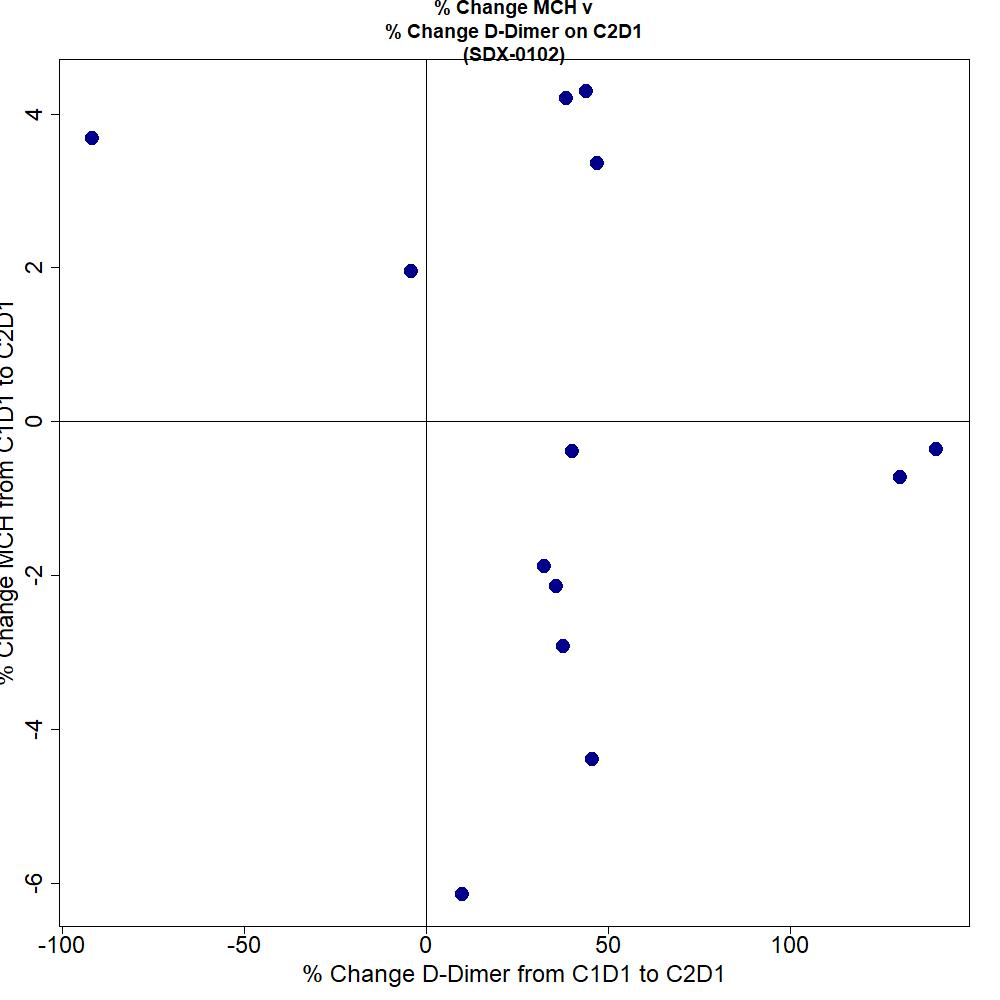 % Change MCH v
% Change D-Dimer on C2D1
(SDX-0102)
4
2
0
-2
-4
-6
% Change MCH from C1D1 to C2D1
-100 -50 0 50 100
% Change D-Dimer from C1D1 to C2D1